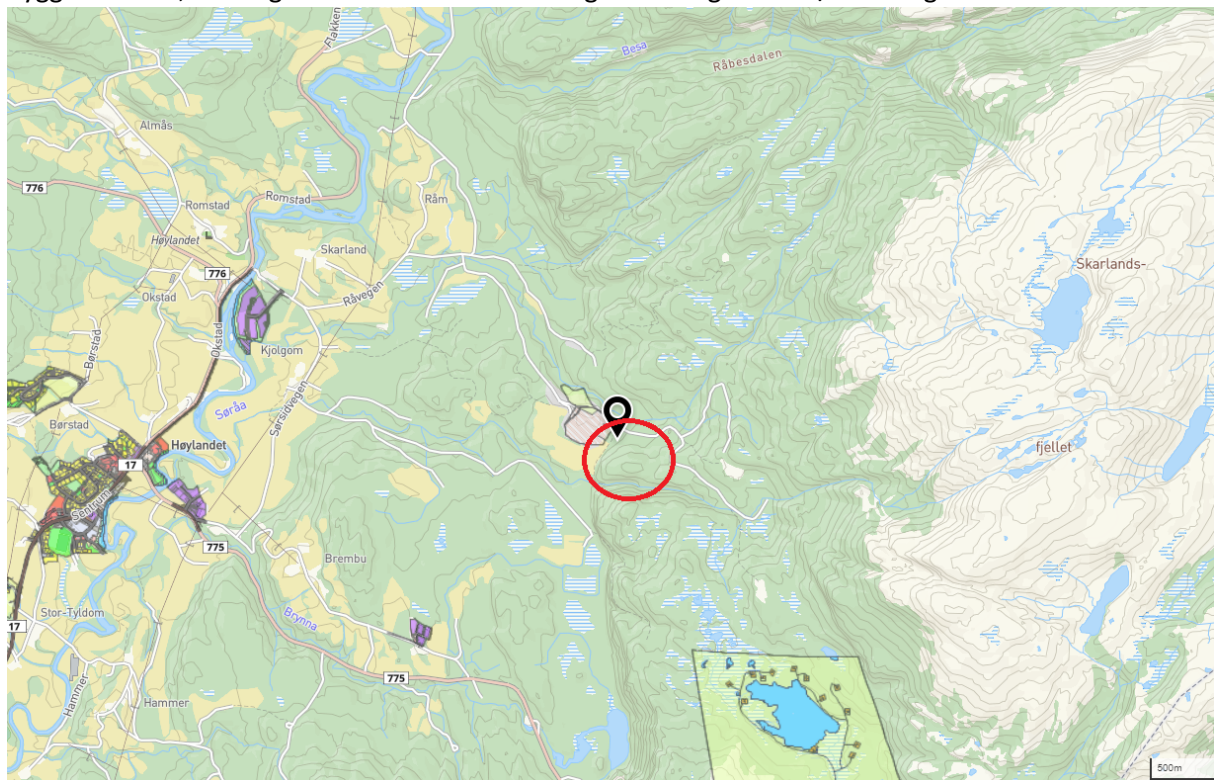 Flakken
Besa
Råbesdalen
Almås
776
Romstad
Romstad
Råm
Høylandet
Skarland
776
Skarlands-
Okstad
Råvegen
Børstad
Okstad
Kjolgom
Søråa
Sørsidvegen
Børstad
Høylandet
fjellet
17
Sentrum
775
Brembu
Stor-Tyldom
17
Brynna
Hammer
775
Hammer
500m